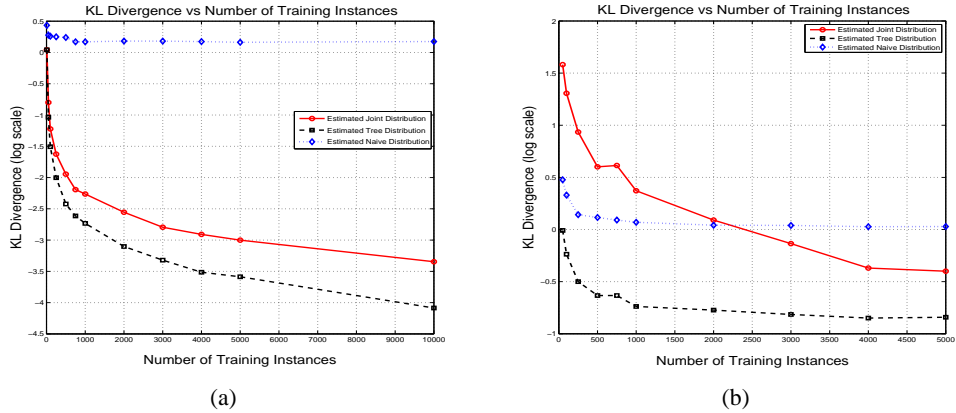 KL Divergence vs Number of Training Instances
0.5
0
−0.5
−1
−1.5
−2
−2.5
−3
−3.5
−4
−4.5
KL Divergence (log scale)
Estimated Joint Distribution
Estimated Tree Distribution
Estimated Naive Distribution
0 1000 2000 3000 4000 5000 6000 7000 8000 9000 10000
Number of Training Instances
(a)
KL Divergence vs Number of Training Instances
2
1.5
1
0.5
0
−0.5
−1
KL Divergence (log scale)
Estimated Joint Distribution
Estimated Tree Distribution
Estimated Naive Distribution
0 500 1000 1500 2000 2500 3000 3500 4000 4500 5000
Number of Training Instances
(b)